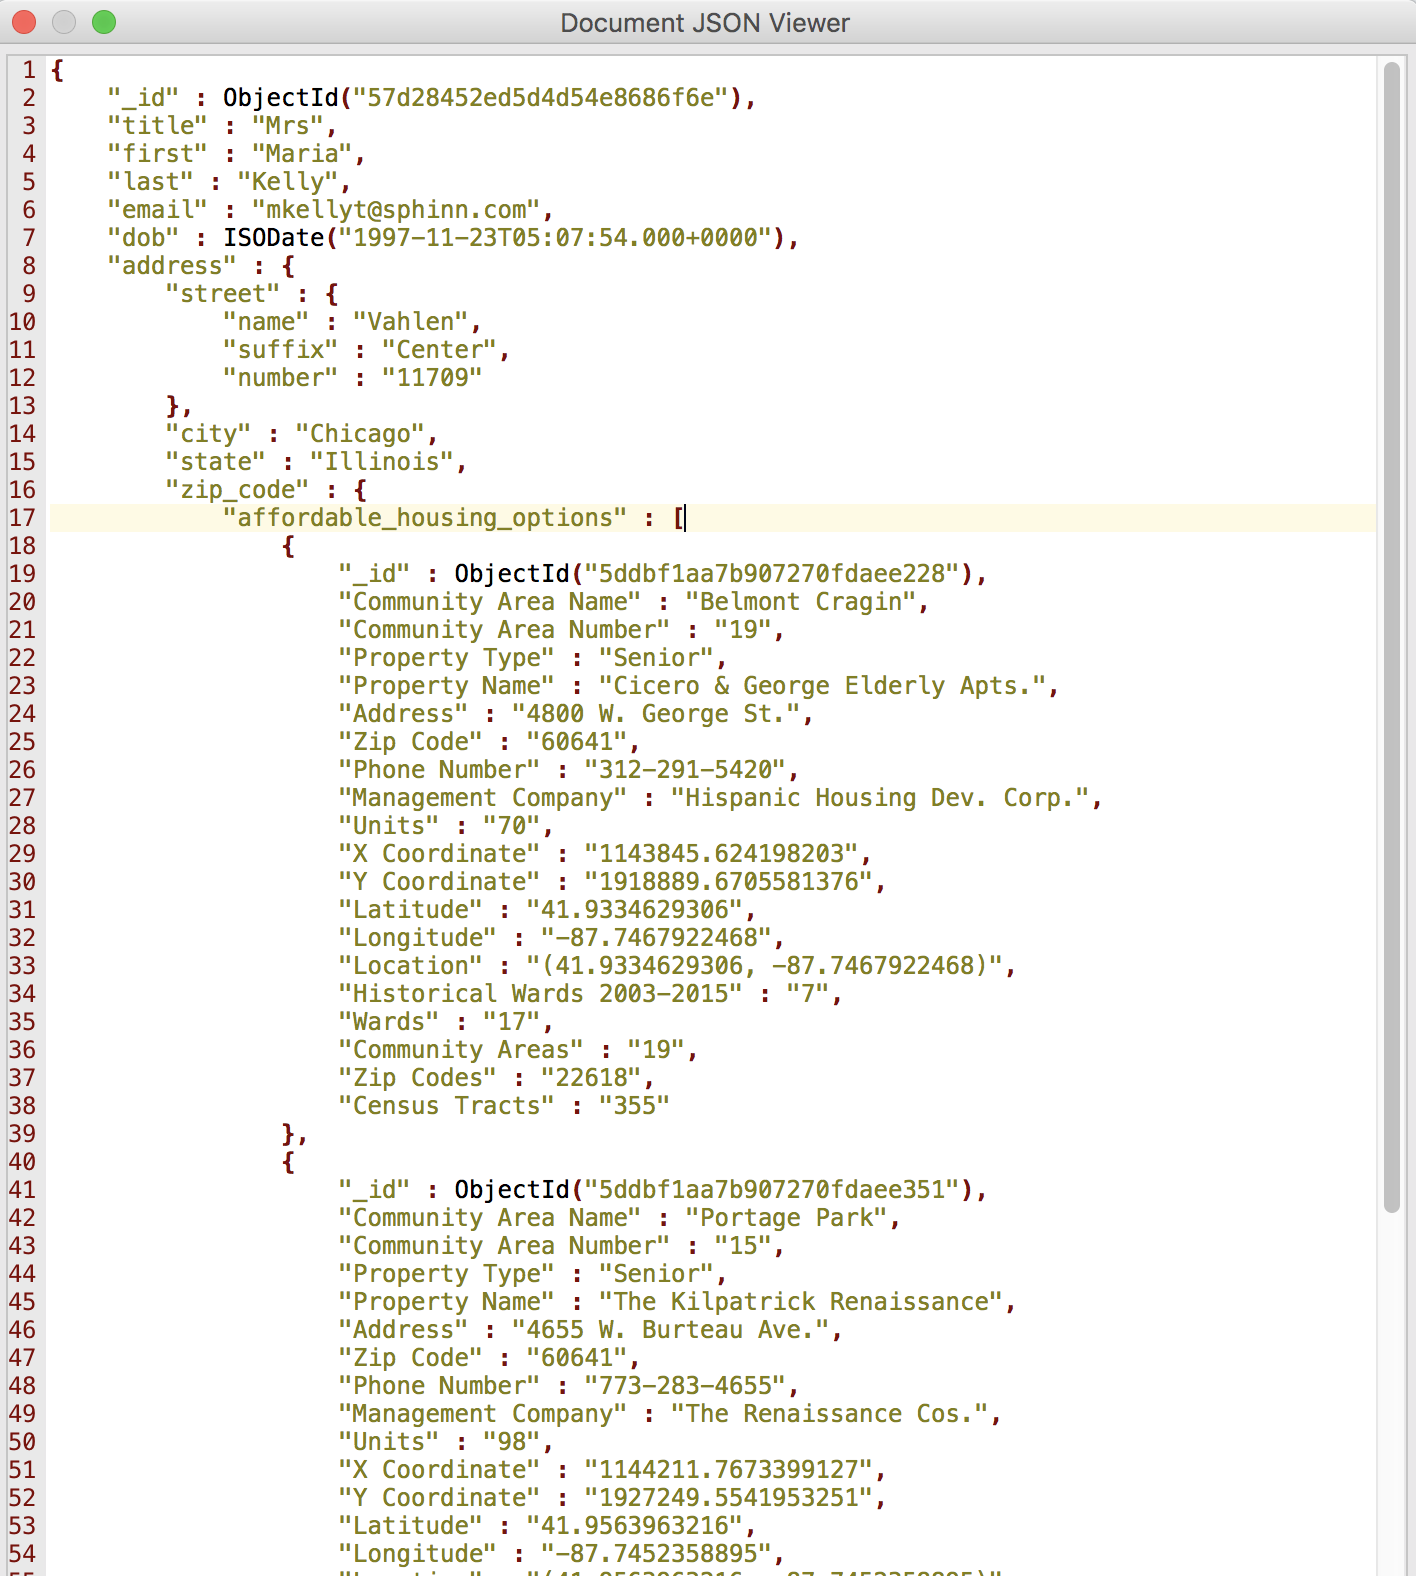 Document JSON Viewer
1 {
2 "_id" : ObjectId("57d28452ed5d4d54e8686f6e"),
3 "title" : "Mrs",
4 "first" : "Maria",
5 "last" : "Kelly",
6 "email" : "mkellyt@sphinn.com",
7 "dob" : ISODate("1997-11-23T05:07:54.000+0000"),
8 "address" : {
9 "street" : {
10 "name" : "Vahlen",
11 "suffix" : "Center",
12 "number" : "11709"
13 },
14 "city" : "Chicago",
15 "state" : "Illinois",
16 "zip_code" : {
17 "affordable_housing_options" : [
18 {
19 "_id" : ObjectId("5ddbf1aa7b907270fdaee228"),
20 "Community Area Name" : "Belmont Cragin",
21 "Community Area Number" : "19",
22 "Property Type" : "Senior",
23 "Property Name" : "Cicero & George Elderly Apts.",
24 "Address" : "4800 W. George St.",
25 "Zip Code" : "60641",
26 "Phone Number" : "312-291-5420",
27 "Management Company" : "Hispanic Housing Dev. Corp.",
28 "Units" : "70",
29 "X Coordinate" : "1143845.624198203",
30 "Y Coordinate" : "1918889.6705581376",
31 "Latitude" : "41.9334629306",
32 "Longitude" : "-87.7467922468",
33 "Location" : "(41.9334629306, -87.7467922468)",
34 "Historical Wards 2003-2015" : "7",
35 "Wards" : "17",
36 "Community Areas" : "19",
37 "Zip Codes" : "22618",
38 "Census Tracts" : "355"
39 },
40 {
41 "_id" : ObjectId("5ddbf1aa7b907270fdaee351"),
42 "Community Area Name" : "Portage Park",
43 "Community Area Number" : "15",
44 "Property Type" : "Senior",
45 "Property Name" : "The Kilpatrick Renaissance",
46 "Address" : "4655 W. Burteau Ave.",
47 "Zip Code" : "60641",
48 "Phone Number" : "773-283-4655",
49 "Management Company" : "The Renaissance Cos.",
50 "Units" : "98",
51 "X Coordinate" : "1144211.7673399127",
52 "Y Coordinate" : "1927249.5541953251",
53 "Latitude" : "41.9563963216",
54 "Longitude" : "-87.7452358895",